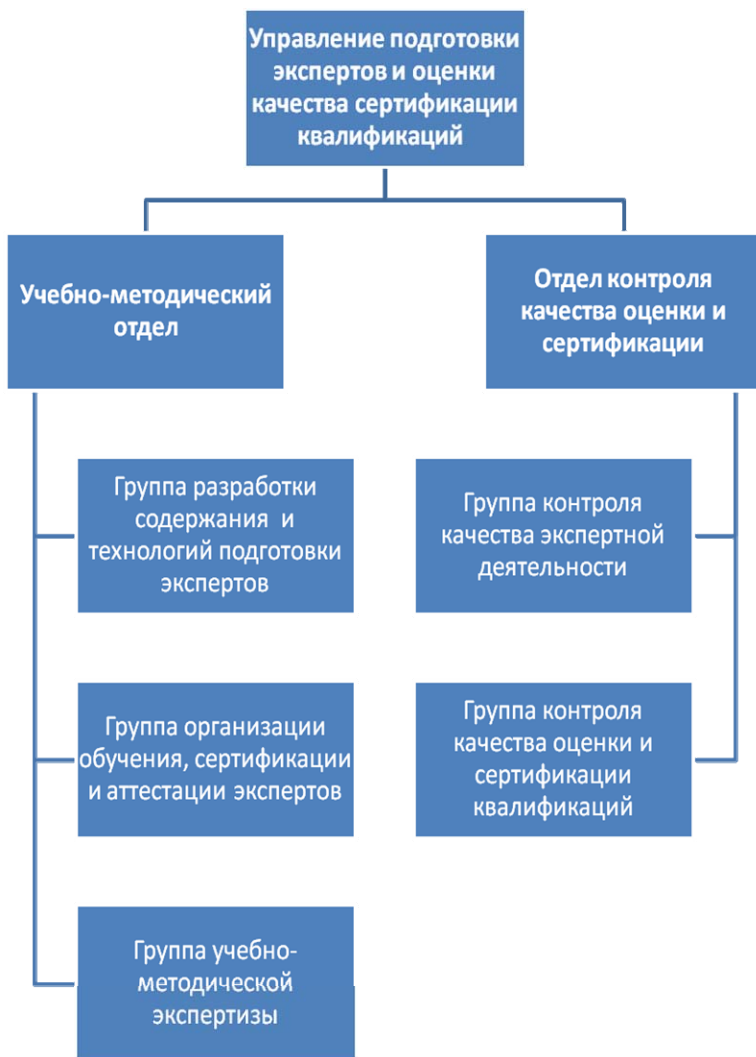 Управление подготовки
экспертов и оценки
качества сертификации
квалификаций
Учебно-методический
отдел
Отдел контроля
качества оценки и
сертификации
Группа разработки
содержания и
технологий подготовки
экспертов
Группа контроля
качества экспертной
деятельности
Группа организации
обучения, сертификации
и аттестации экспертов
Группа контроля
качества оценки и
сертификации
квалификаций
Группа учебно-
методической
экспертизы